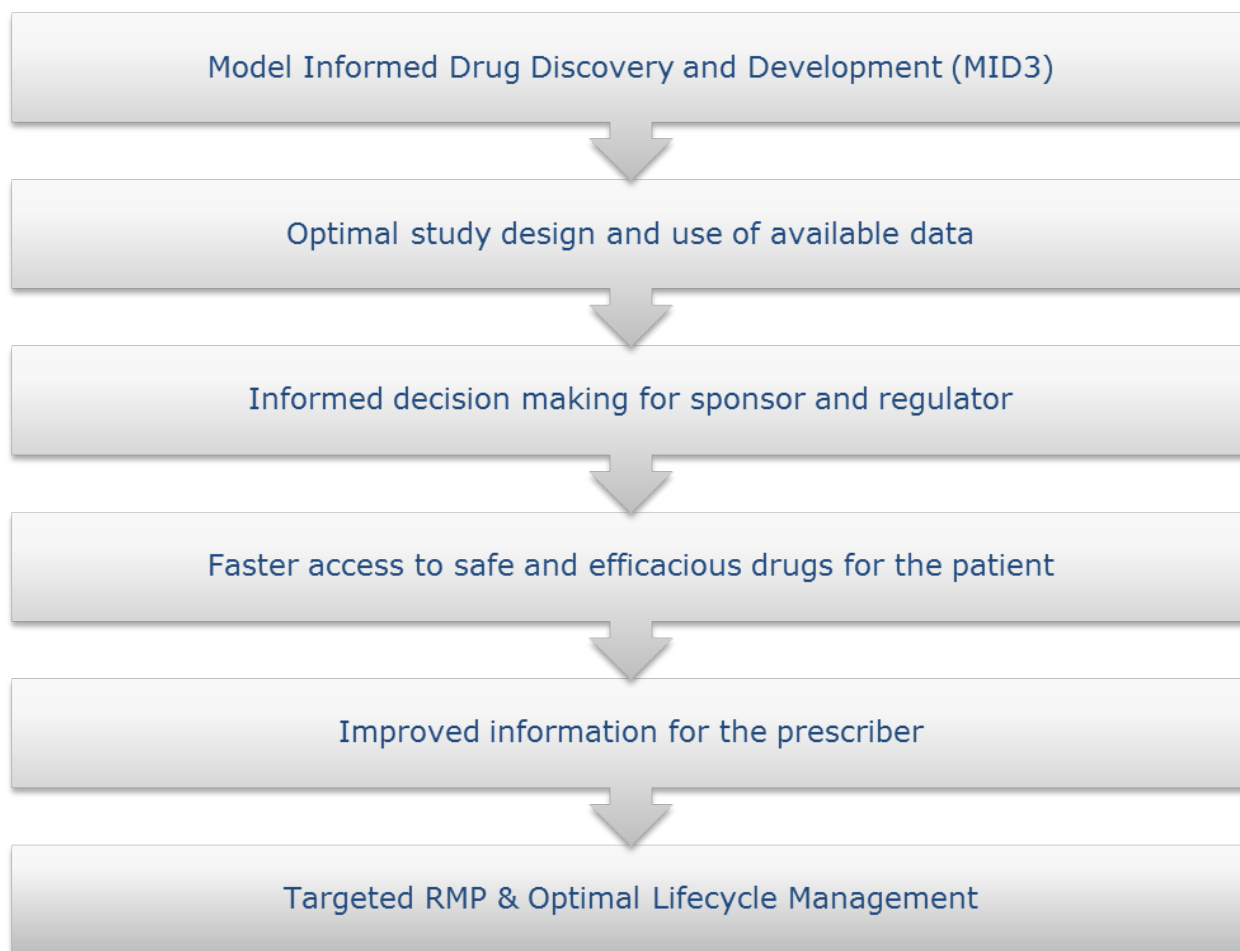 Model Informed Drug Discovery and Development (MID3)
Optimal study design and use of available data
Informed decision making for sponsor and regulator
Faster access to safe and efficacious drugs for the patient
Improved information for the prescriber
Targeted RMP & Optimal Lifecycle Management